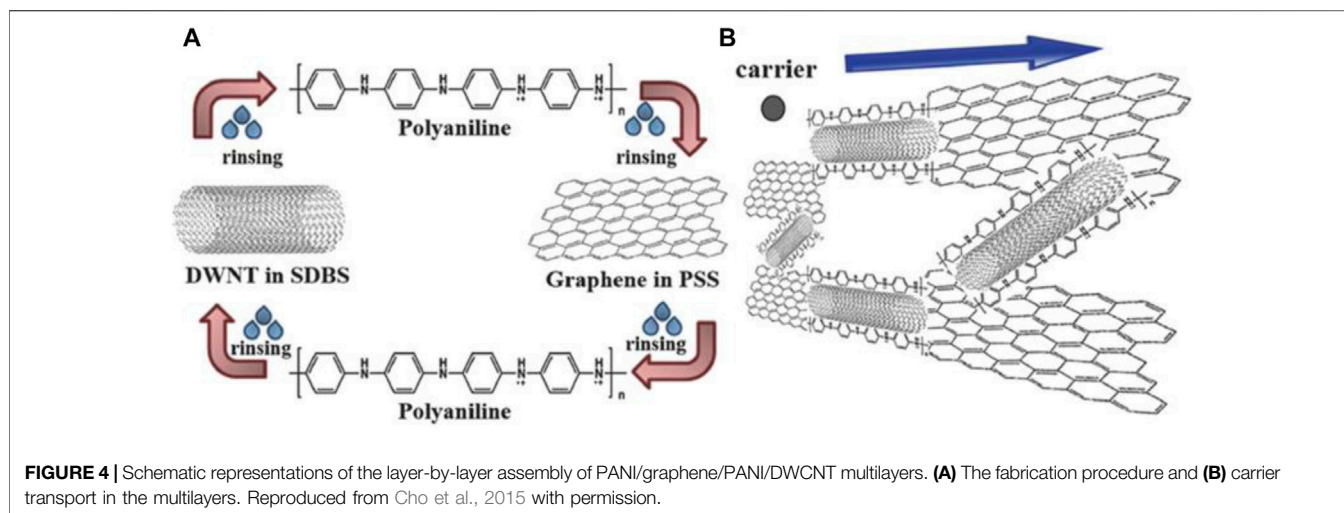 A
B
carrier
H N H N H N H N
n
Polyaniline
rinsing
rinsing
DWNT in SDBS
Graphene in PSS
rinsing
rinsing
H N H N H N H N
n
Polyaniline
FIGURE 4 | Schematic representations of the layer-by-layer assembly of PANI/graphene/PANI/DWCNT multilayers. (A) The fabrication procedure and (B) carrier
transport in the multilayers. Reproduced from Cho et al., 2015 with permission.